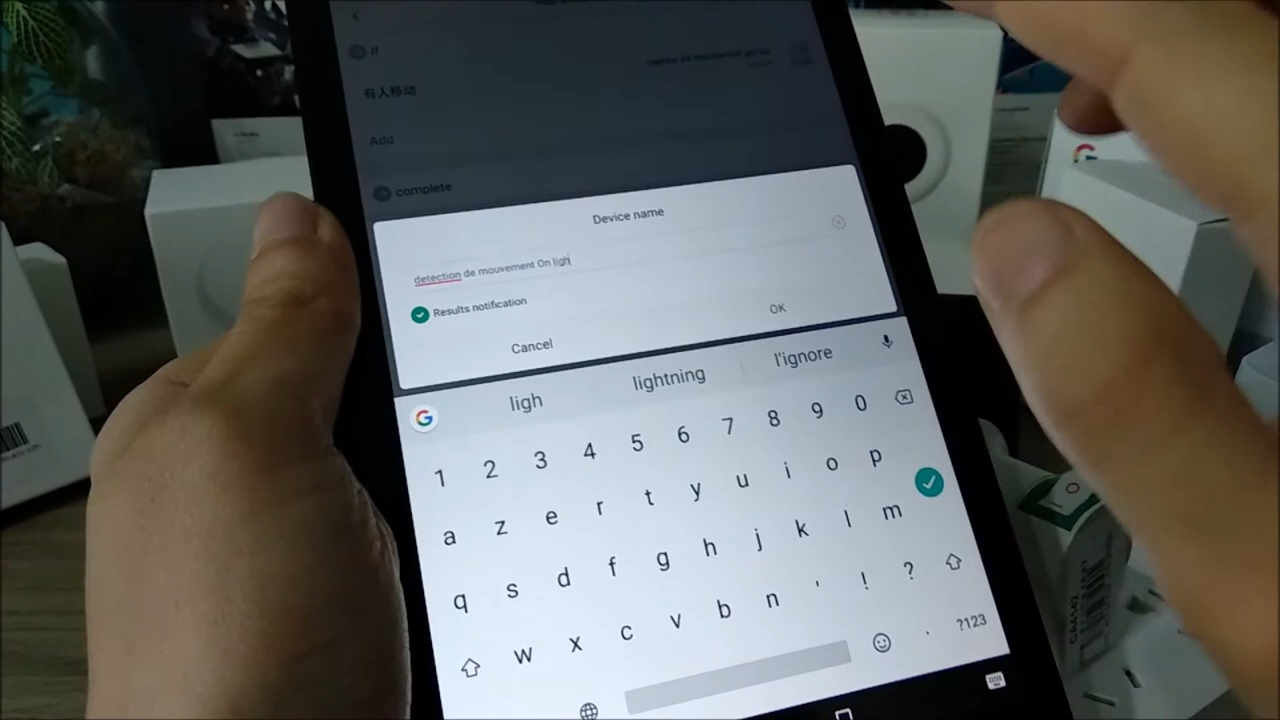 IF
有人移动
Add
complete
Device name
detection de mouvement On ligh
Results notification
Cancel
OK
ligh
lightning
l'ignore
1 2 3 4 5 6 7 8 9 0
a z e r t y u i o p
q s d f g h j k l m
w x c v b n ' ! ?
. ?123
CA4142